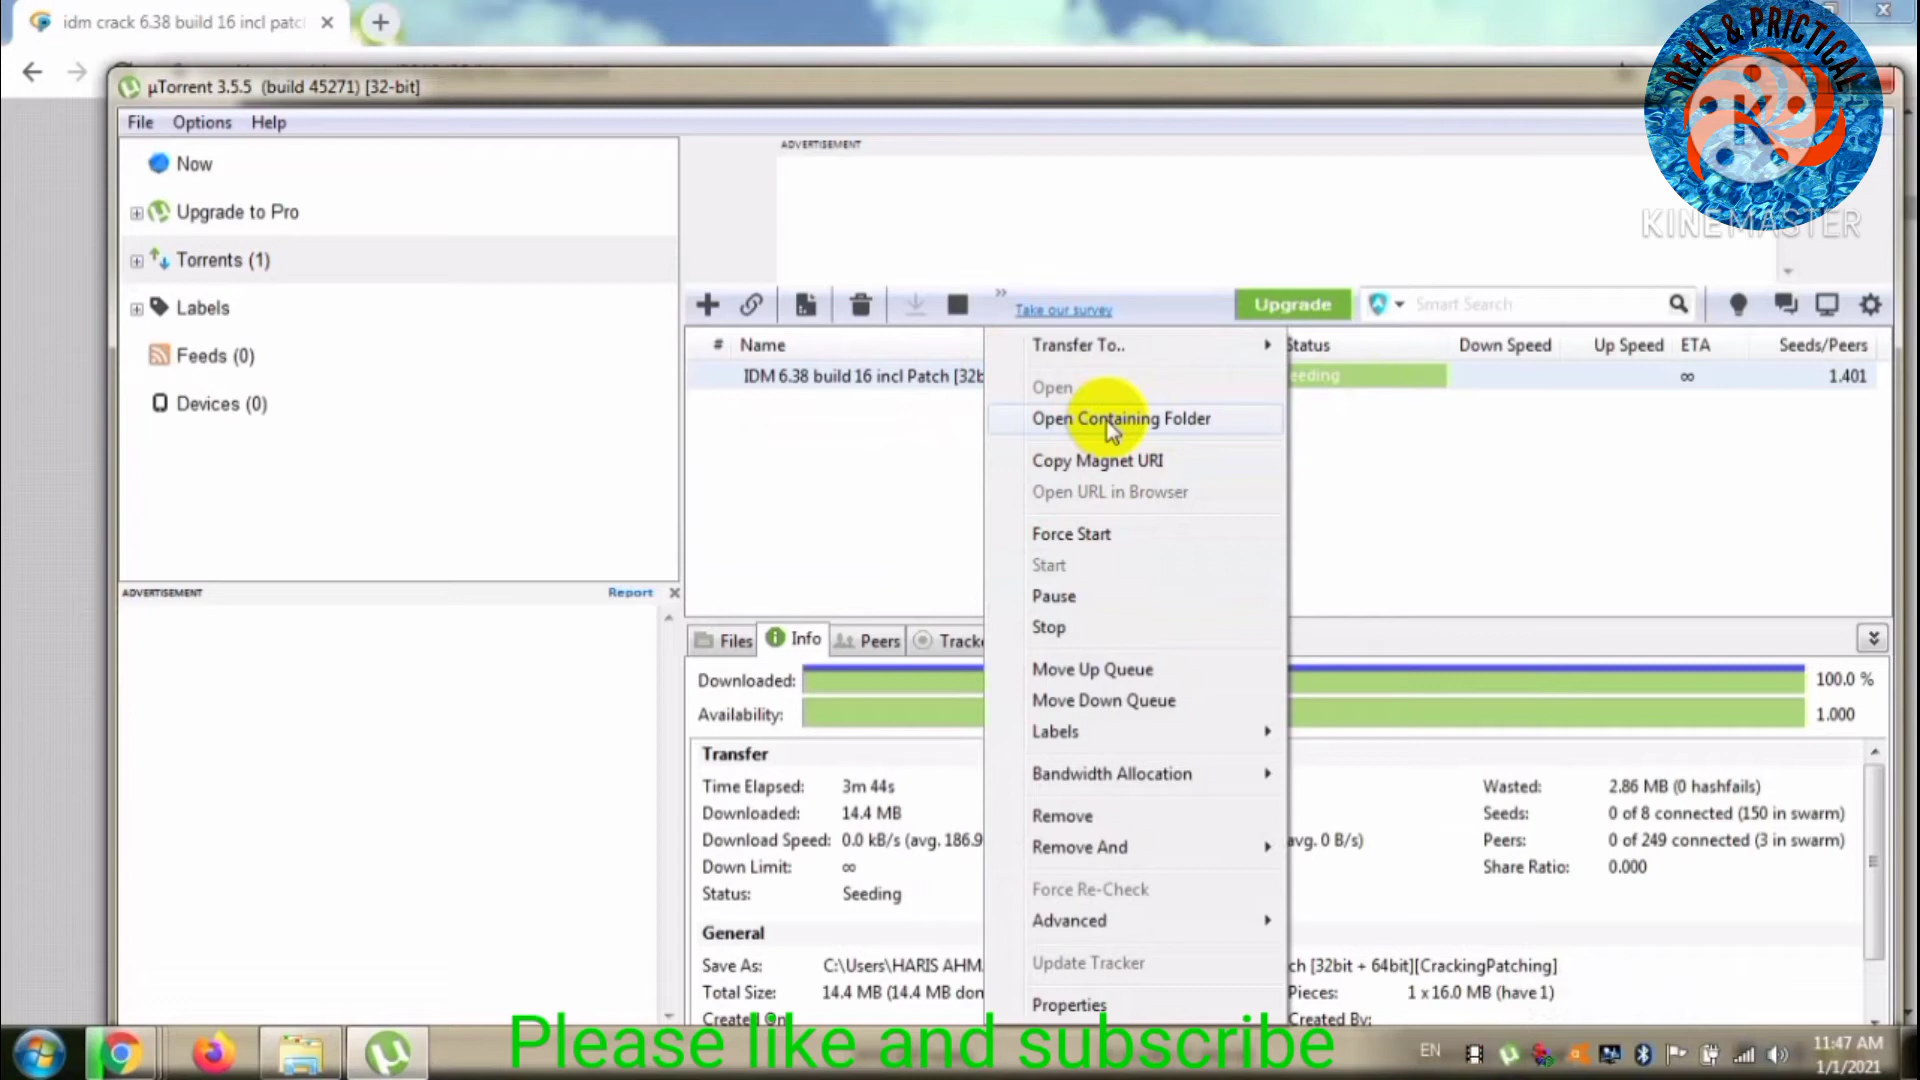 idm crack 6.38 build 16 incl patc
REAL & PRICTICAL
K
KINEMASTER
µTorrent 3.5.5 (build 45271) [32-bit]
File Options Help
Now
Upgrade to Pro
Torrents (1)
Labels
Feeds (0)
Devices (0)
ADVERTISEMENT Report
ADVERTISEMENT
Take our survey
Upgrade
Smart Search
# Name Status Down Speed Up Speed ETA Seeds/Peers
IDM 6.38 build 16 incl Patch [32b eeding ∞ 1.401
Transfer To..
Open
Open Containing Folder
Copy Magnet URI
Open URL in Browser
Force Start
Start
Pause
Stop
Move Up Queue
Move Down Queue
Labels
Bandwidth Allocation
Remove
Remove And
Force Re-Check
Advanced
Update Tracker
Properties
Files Info Peers Tracke
Downloaded: 100.0 %
Availability: 1.000
Transfer
Time Elapsed: 3m 44s Wasted: 2.86 MB (0 hashfails)
Downloaded: 14.4 MB Seeds: 0 of 8 connected (150 in swarm)
Download Speed: 0.0 kB/s (avg. 186.9 avg. 0 B/s) Peers: 0 of 249 connected (3 in swarm)
Down Limit: ∞ Share Ratio: 0.000
Status: Seeding
General
Save As: C:\Users\HARIS AHM ch [32bit + 64bit][CrackingPatching]
Total Size: 14.4 MB (14.4 MB don Pieces: 1 x 16.0 MB (have 1)
Created On: Created By:
Please like and subscribe
EN
11:47 AM
1/1/2021